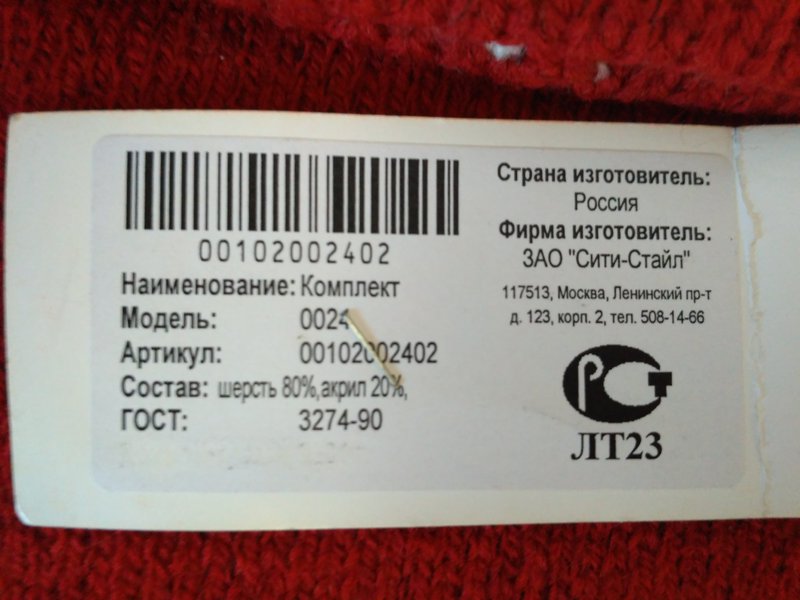 00102002402
Наименование: Комплект
Модель: 0024
Артикул: 00102002402
Состав: шерсть 80%, акрил 20%,
ГОСТ: 3274-90
Страна изготовитель:
Россия
Фирма изготовитель:
ЗАО "Сити-Стайл"
117513, Москва, Ленинский пр-т
д. 123, корп. 2, тел. 508-14-66
РСТ
ЛТ23